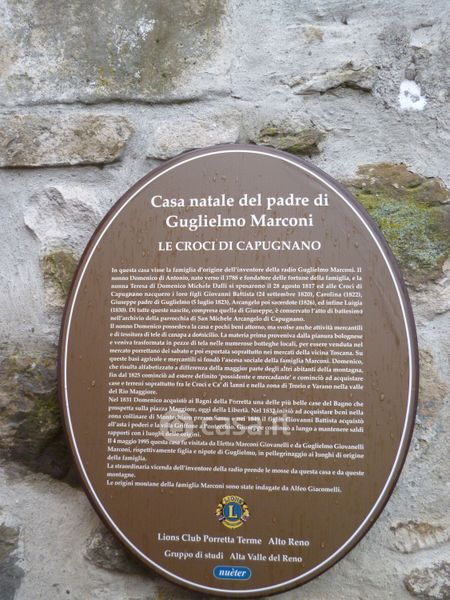 Casa natale del padre di
Guglielmo Marconi
LE CROCI DI CAPUGNANO
In questa casa visse la famiglia d'origine dell'inventore della radio Guglielmo Marconi. Il
nonno Domenico di Antonio, nato verso il 1788 e fondatore delle fortune della famiglia, e la
nonna Teresa di Domenico Michele Dalli si sposarono il 28 agosto 1817 ed alle Croci di
Capugnano nacquero i loro figli Giovanni Battista (24 settembre 1820), Carolina (1822),
Giuseppe padre di Guglielmo (5 luglio 1823), Arcangelo poi sacerdote (1826), ed infine Luigia
(1830). Di tutte queste nascite, compresa quella di Giuseppe, è conservato l'atto di battesimo
nell'archivio della parrocchia di San Michele Arcangelo di Capugnano.
Il nonno Domenico possedeva la casa e pochi beni attorno, ma svolse anche attività mercantili
e di tessitura di tele di canapa a domicilio. La materia prima proveniva dalla pianura bolognese
e veniva trasformata in pezze di tela nelle numerose botteghe locali, per essere venduta nel
mercato porrettano del sabato e poi esportata soprattutto nei mercati della vicina Toscana. Su
queste basi agricole e mercantili si fondò l'ascesa sociale della famiglia Marconi. Domenico,
che risulta alfabetizzato a differenza della maggior parte degli altri abitanti della montagna,
fin dal 1825 cominciò ad essere definito 'possidente e mercadante' e cominciò ad acquistare
case e terreni soprattutto fra le Croci e Ca' di Ianni e nella zona di Trorio e Varano nella valle
del Rio Maggiore.
Nel 1831 Domenico acquistò ai Bagni della Porretta una delle più belle case del Bagno che
prospetta sulla piazza Maggiore, oggi della Libertà. Nel 1832 iniziò ad acquistare beni nella
zona collinare di
Nel 1840 il figlio Giovanni Battista acquistò
all'asta i poderi e la villa Griffone a Pontecchio. Giuseppe continuò a lungo a mantenere saldi
rapporti con i luoghi delle origini.
Il 4 maggio 1995 questa casa fu visitata da Elettra Marconi Giovanelli e da Guglielmo Giovanelli
Marconi, rispettivamente figlia e nipote di Guglielmo, in pellegrinaggio ai luoghi di origine
della famiglia.
La straordinaria vicenda dell'inventore della radio prende le mosse da questa casa e da queste
montagne.
Le origini montane della famiglia Marconi sono state indagate da Alfeo Giacomelli.
LIONS
L
Lions Club Porretta Terme Alto Reno
Gruppo di studi Alta Valle del Reno
nuèter
casa.it